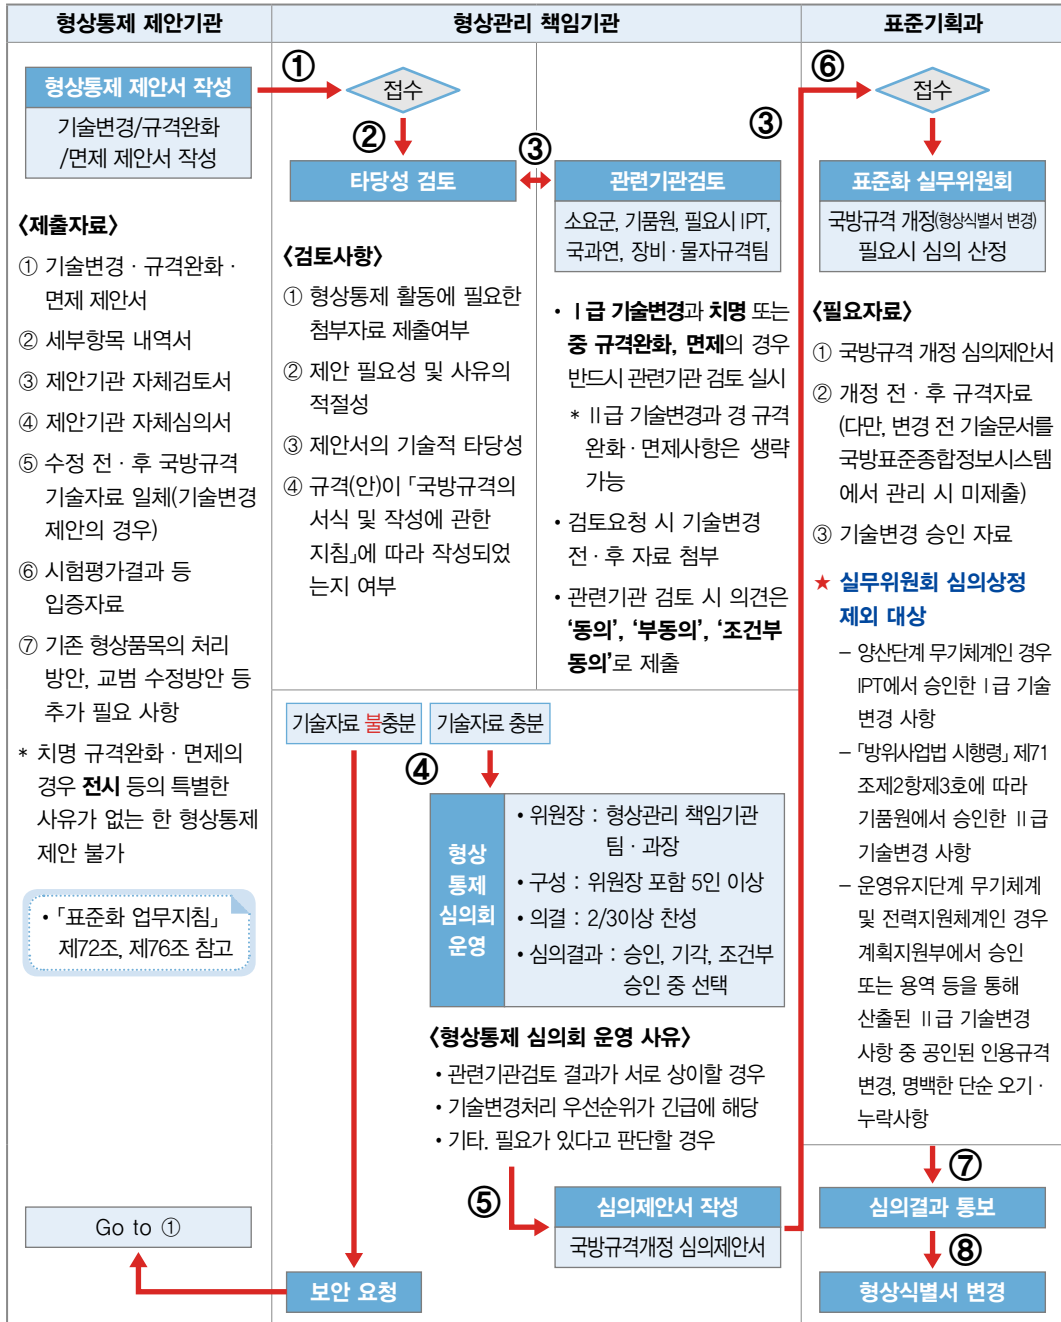 형상통제 제안기관
형상관리 책임기관
표준기획과
형상통제 제안서 작성
기술변경/규격완화
/면제 제안서 작성
〈제출자료〉
① 기술변경 · 규격완화 ·
면제 제안서
② 세부항목 내역서
③ 제안기관 자체검토서
④ 제안기관 자체심의서
⑤ 수정 전 · 후 국방규격
기술자료 일체(기술변경
제안의 경우)
⑥ 시험평가결과 등
입증자료
⑦ 기존 형상품목의 처리
방안, 교범 수정방안 등
추가 필요 사항
* 치명 규격완화 · 면제의
경우 전시 등의 특별한
사유가 없는 한 형상통제
제안 불가
• 「표준화 업무지침」
제72조, 제76조 참고
Go to ①
①
접수
②
타당성 검토
③
〈검토사항〉
① 형상통제 활동에 필요한
첨부자료 제출여부
② 제안 필요성 및 사유의
적절성
③ 제안서의 기술적 타당성
④ 규격(안)이 「국방규격의
서식 및 작성에 관한
지침」에 따라 작성되었
는지 여부
③
관련기관검토
소요군, 기품원, 필요시 IPT,
국과연, 장비 · 물자규격팀
• Ⅰ급 기술변경과 치명 또는
중 규격완화, 면제의 경우
반드시 관련기관 검토 실시
* Ⅱ급 기술변경과 경 규격
완화 · 면제사항은 생략
가능
• 검토요청 시 기술변경
전 · 후 자료 첨부
• 관련기관 검토 시 의견은
‘동의’, ‘부동의’, ‘조건부
동의’로 제출
기술자료 불충분
기술자료 충분
④
형상
통제
심의회
운영
• 위원장 : 형상관리 책임기관
팀 · 과장
• 구성 : 위원장 포함 5인 이상
• 의결 : 2/3이상 찬성
• 심의결과 : 승인, 기각, 조건부
승인 중 선택
〈형상통제 심의회 운영 사유〉
• 관련기관검토 결과가 서로 상이할 경우
• 기술변경처리 우선순위가 긴급에 해당
• 기타. 필요가 있다고 판단할 경우
⑤
심의제안서 작성
국방규격개정 심의제안서
보안 요청
⑥
접수
표준화 실무위원회
국방규격 개정(형상식별서 변경)
필요시 심의 산정
〈필요자료〉
① 국방규격 개정 심의제안서
② 개정 전 · 후 규격자료
(다만, 변경 전 기술문서를
국방표준종합정보시스템
에서 관리 시 미제출)
③ 기술변경 승인 자료
★ 실무위원회 심의상정
제외 대상
– 양산단계 무기체계인 경우
IPT에서 승인한 Ⅰ급 기술
변경 사항
– 「방위사업법 시행령」 제71
조제2항제3호에 따라
기품원에서 승인한 Ⅱ급
기술변경 사항
– 운영유지단계 무기체계
및 전력지원체계인 경우
계획지원부에서 승인
또는 용역 등을 통해
산출된 Ⅱ급 기술변경
사항 중 공인된 인용규격
변경, 명백한 단순 오기 ·
누락사항
⑦
심의결과 통보
⑧
형상식별서 변경